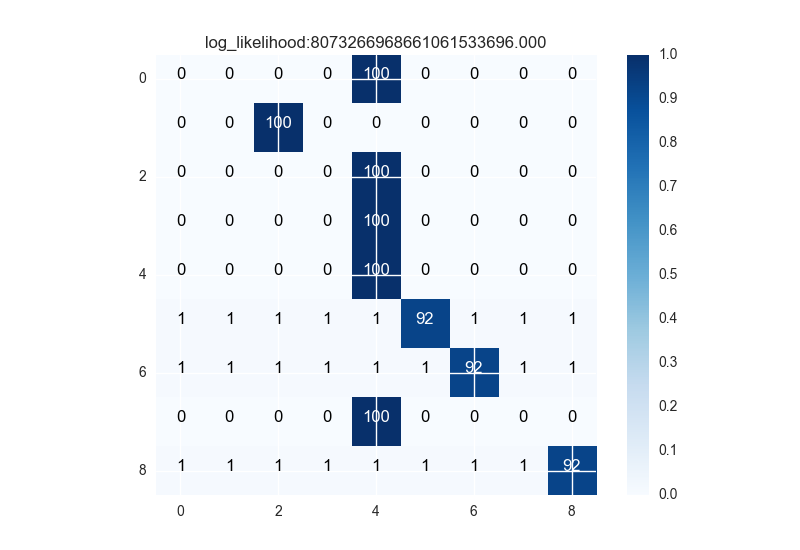 log_likelihood:8073266968661061533696.000
0 0 0 0 0 100 0 0 0 0 1.0
0 0 100 0 0 0 0 0 0 0.9
2 0 0 0 0 100 0 0 0 0 0.8
0 0 0 0 100 0 0 0 0 0.7
4 0 0 0 0 100 0 0 0 0 0.6
0.5
1 1 1 1 1 92 1 1 1 0.4
6 1 1 1 1 1 1 92 1 1 0.3
0 0 0 0 100 0 0 0 0 0.2
8 1 1 1 1 1 1 1 1 92 0.1
0.0
0 2 4 6 8